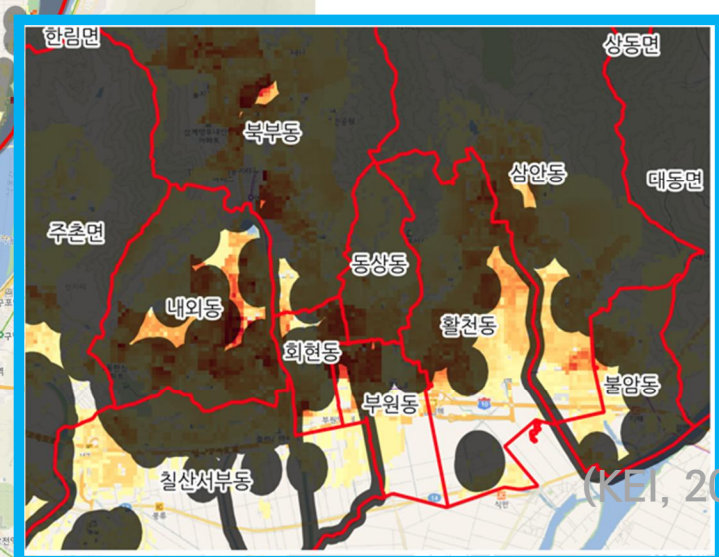 한림면
상동면
북부동
삼안동
대동면
주촌면
동상동
내외동
활천동
회현동
불암동
부원동
칠산서부동
(KEI, 20